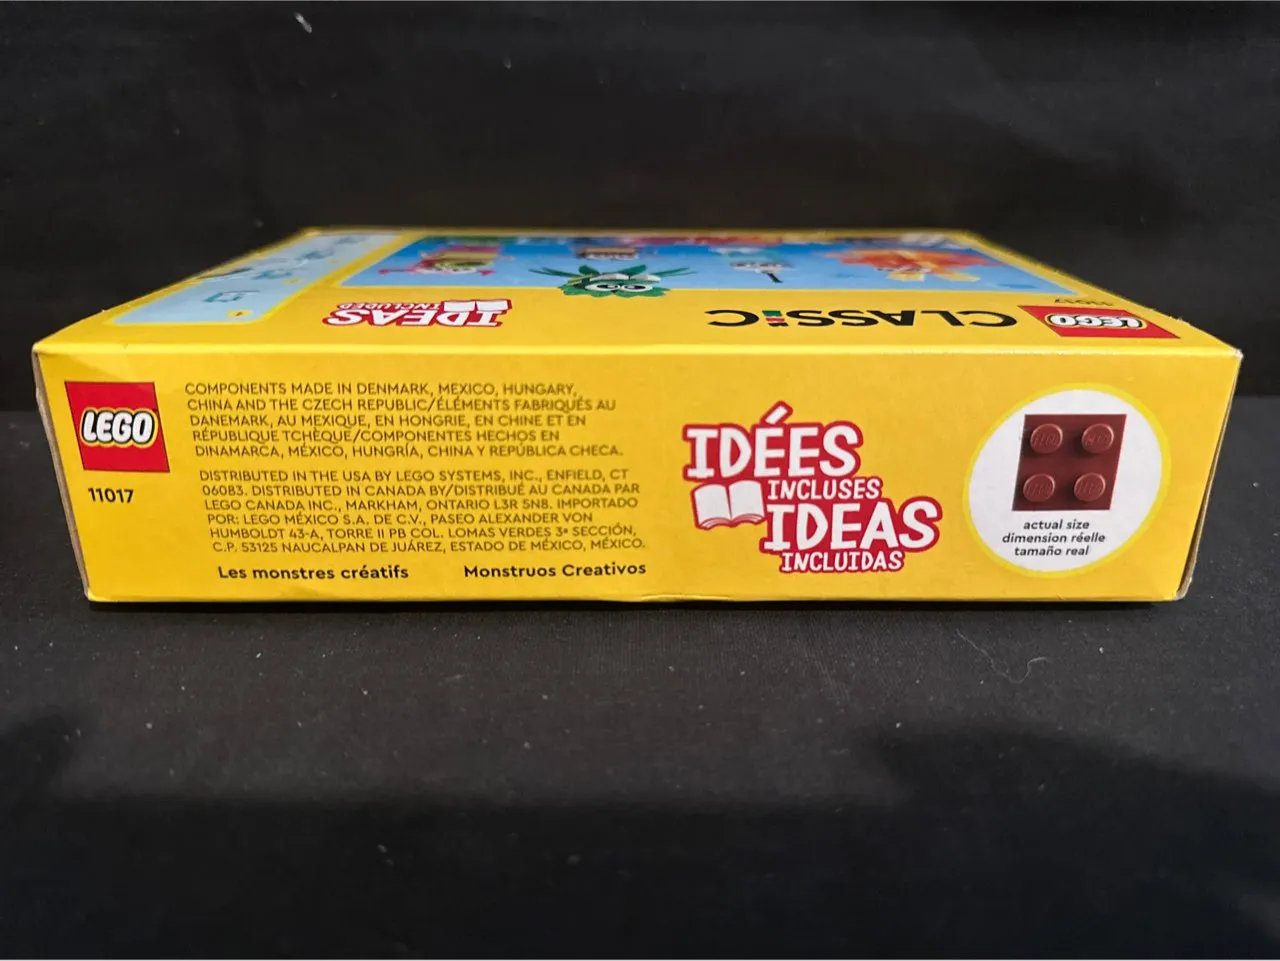 IDEAS
INCLUDED
CLASSIC
LEGO
11017
LEGO
11017
COMPONENTS MADE IN DENMARK, MEXICO, HUNGARY,
CHINA AND THE CZECH REPUBLIC/ÉLÉMENTS FABRIQUÉS AU
DANEMARK, AU MEXIQUE, EN HONGRIE, EN CHINE ET EN
RÉPUBLIQUE TCHÈQUE/COMPONENTES HECHOS EN
DINAMARCA, MÉXICO, HUNGRÍA, CHINA Y REPÚBLICA CHECA.
DISTRIBUTED IN THE USA BY LEGO SYSTEMS, INC., ENFIELD, CT
06083. DISTRIBUTED IN CANADA BY/DISTRIBUÉ AU CANADA PAR
LEGO CANADA INC., MARKHAM, ONTARIO L3R 5N8. IMPORTADO
POR: LEGO MÉXICO S.A. DE C.V., PASEO ALEXANDER VON
HUMBOLDT 43-A, TORRE II PB COL. LOMAS VERDES 3ª SECCIÓN,
C.P. 53125 NAUCALPAN DE JUÁREZ, ESTADO DE MÉXICO, MÉXICO.
Les monstres créatifs
Monstruos Creativos
IDÉES
INCLUSES
IDEAS
INCLUIDAS
actual size
dimension réelle
tamaño real